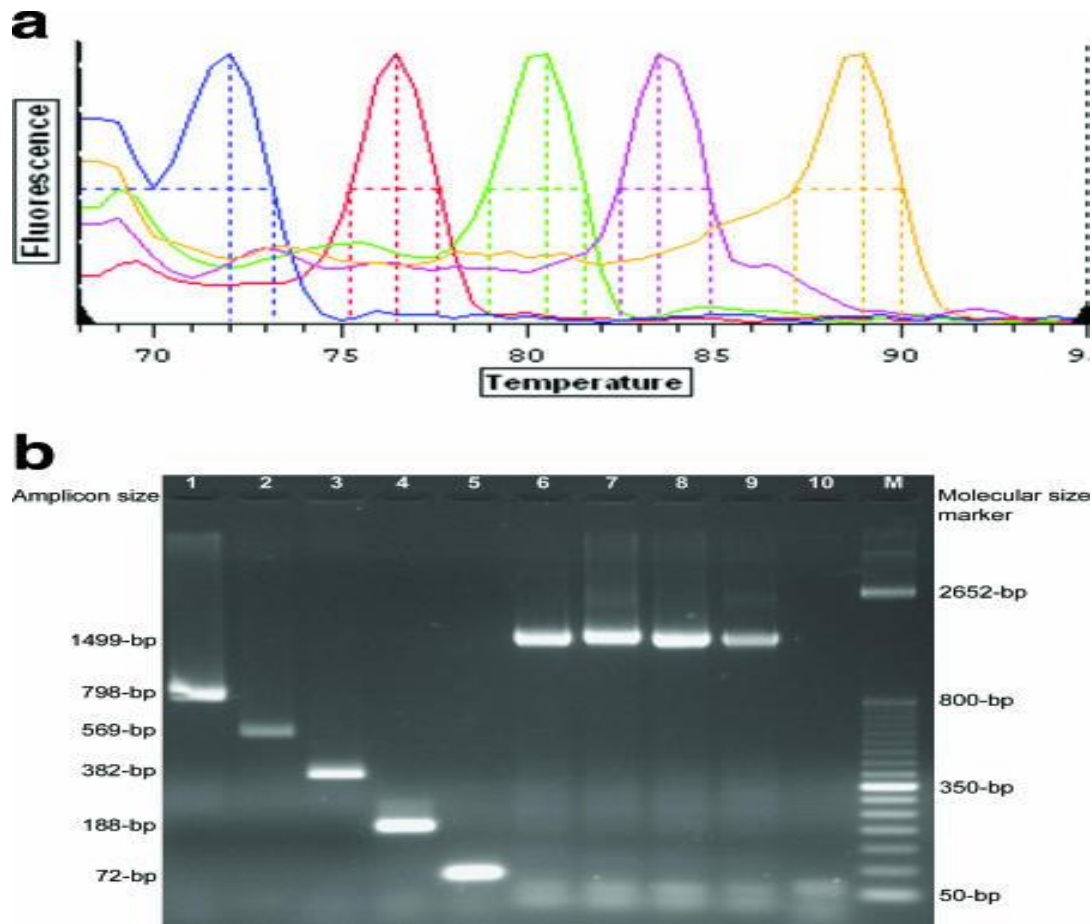 a
Fluorescence
70 75 80 85 90 9
Temperature
b
Amplicon size
1 2 3 4 5 6 7 8 9 10 M
Molecular size
marker
1499-bp
798-bp
569-bp
382-bp
188-bp
72-bp
2652-bp
800-bp
350-bp
50-bp